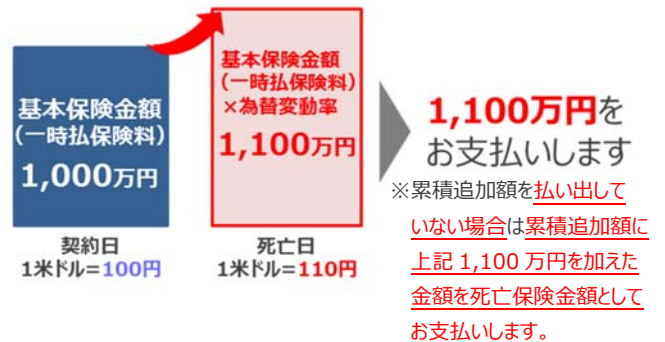 基本保険金額
(一時払保険料)
1,000万円
契約日
1米ドル=100円
基本保険金額
(一時払保険料)
×為替変動率
1,100万円
死亡日
1米ドル=110円
1,100万円を
お支払いします
※累積追加額を払い出して
いない場合は累積追加額に
上記 1,100 万円を加えた
金額を死亡保険金額として
お支払いします。